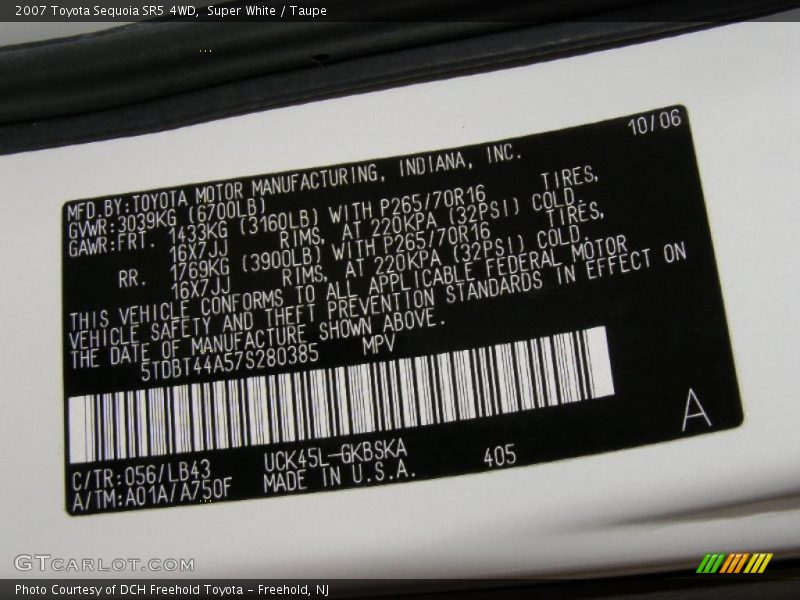 2007 Toyota Sequoia SR5 4WD, Super White / Taupe
10/06
MFD.BY:TOYOTA MOTOR MANUFACTURING, INDIANA, INC.
GVWR:3039KG (6700LB)
GAWR:FRT. 1433KG (3160LB) WITH P265/70R16 TIRES,
16X7JJ RIMS, AT 220KPA (32PSI) COLD.
RR. 1769KG (3900LB) WITH P265/70R16 TIRES,
16X7JJ RIMS, AT 220KPA (32PSI) COLD.
THIS VEHICLE CONFORMS TO ALL APPLICABLE FEDERAL MOTOR
VEHICLE SAFETY AND THEFT PREVENTION STANDARDS IN EFFECT ON
THE DATE OF MANUFACTURE SHOWN ABOVE.
5TDBT44A57S280385 MPV
A
C/TR:056/LB43 UCK45L-GKBSKA 405
A/TM:A01A/A750F MADE IN U.S.A.
GTCARLOT.COM
Photo Courtesy of DCH Freehold Toyota - Freehold, NJ